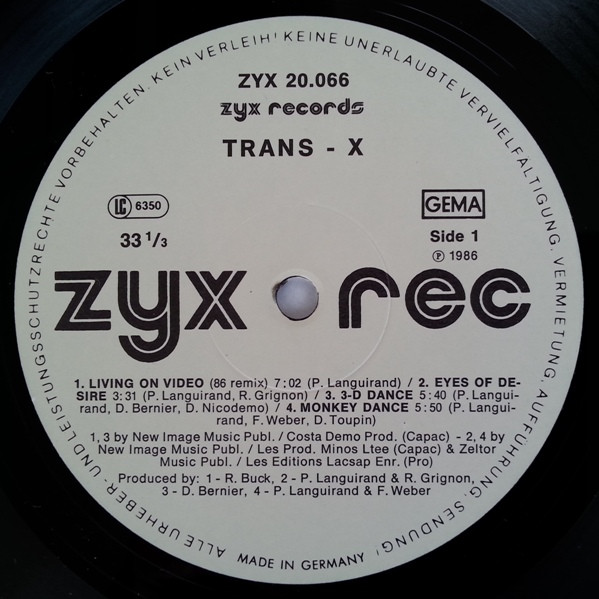 ALLE URHEBER- UND LEISTUNGSSCHUTZRECHTE VORBEHALTEN. KEIN VERLEIH! KEINE UNERLAUBTE VERVIELFÄLTIGUNG, VERMIETUNG, AUFFÜHRUNG, SENDUNG!
ZYX 20.066
zyx records
TRANS - X
LC 6350
GEMA
33 1/3
Side 1
Ⓟ 1986
zyx rec
1. LIVING ON VIDEO (86 remix) 7:02 (P. Languirand) / 2. EYES OF DE-
SIRE 3:31 (P. Languirand, R. Grignon) / 3. 3-D DANCE 5:40 (P. Langui-
rand, D. Bernier, D. Nicodemo) / 4. MONKEY DANCE 5:50 (P. Langui-
rand, F. Weber, D. Toupin)
1, 3 by New Image Music Publ. / Costa Demo Prod. (Capac) - 2, 4 by
New Image Music Publ. / Les Prod. Minos Ltee (Capac) & Zeltor
Music Publ. / Les Editions Lacsap Enr. (Pro)
Produced by: 1 - R. Buck, 2 - P. Languirand & R. Grignon,
3 - D. Bernier, 4 - P. Languirand & F. Weber
MADE IN GERMANY